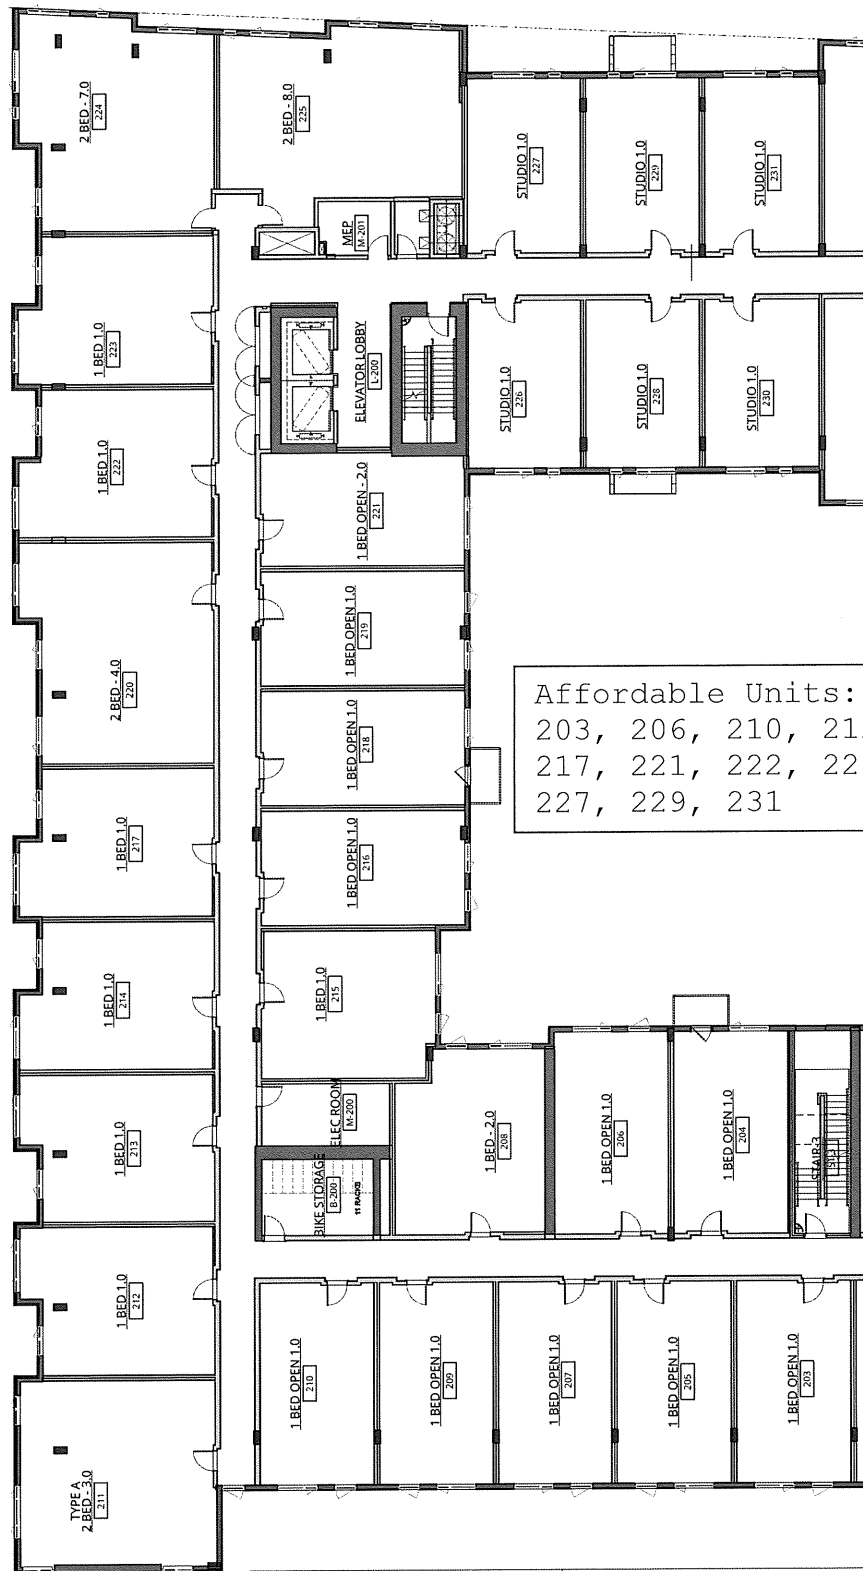 2 BED - 7.0
224
2 BED - 8.0
225
STUDIO 1.0
227
STUDIO 1.0
229
STUDIO 1.0
231
MEP
M-201
1 BED 1.0
223
ELEVATOR LOBBY
L-200
STUDIO 1.0
226
STUDIO 1.0
228
STUDIO 1.0
230
1 BED 1.0
222
1 BED OPEN - 2.0
221
2 BED - 4.0
220
1 BED OPEN 1.0
219
1 BED OPEN 1.0
218
Affordable Units:
203, 206, 210, 21
217, 221, 222, 22
227, 229, 231
1 BED 1.0
217
1 BED OPEN 1.0
216
1 BED 1.0
214
1 BED 1.0
215
1 BED 1.0
213
ELEC ROOM
M-200
1 BED - 2.0
208
1 BED OPEN 1.0
206
1 BED OPEN 1.0
204
STAIR-3
BIKE STORAGE
B-200
11 RACKS
1 BED 1.0
212
TYPE A
2 BED - 3.0
211
1 BED OPEN 1.0
210
1 BED OPEN 1.0
209
1 BED OPEN 1.0
207
1 BED OPEN 1.0
205
1 BED OPEN 1.0
203